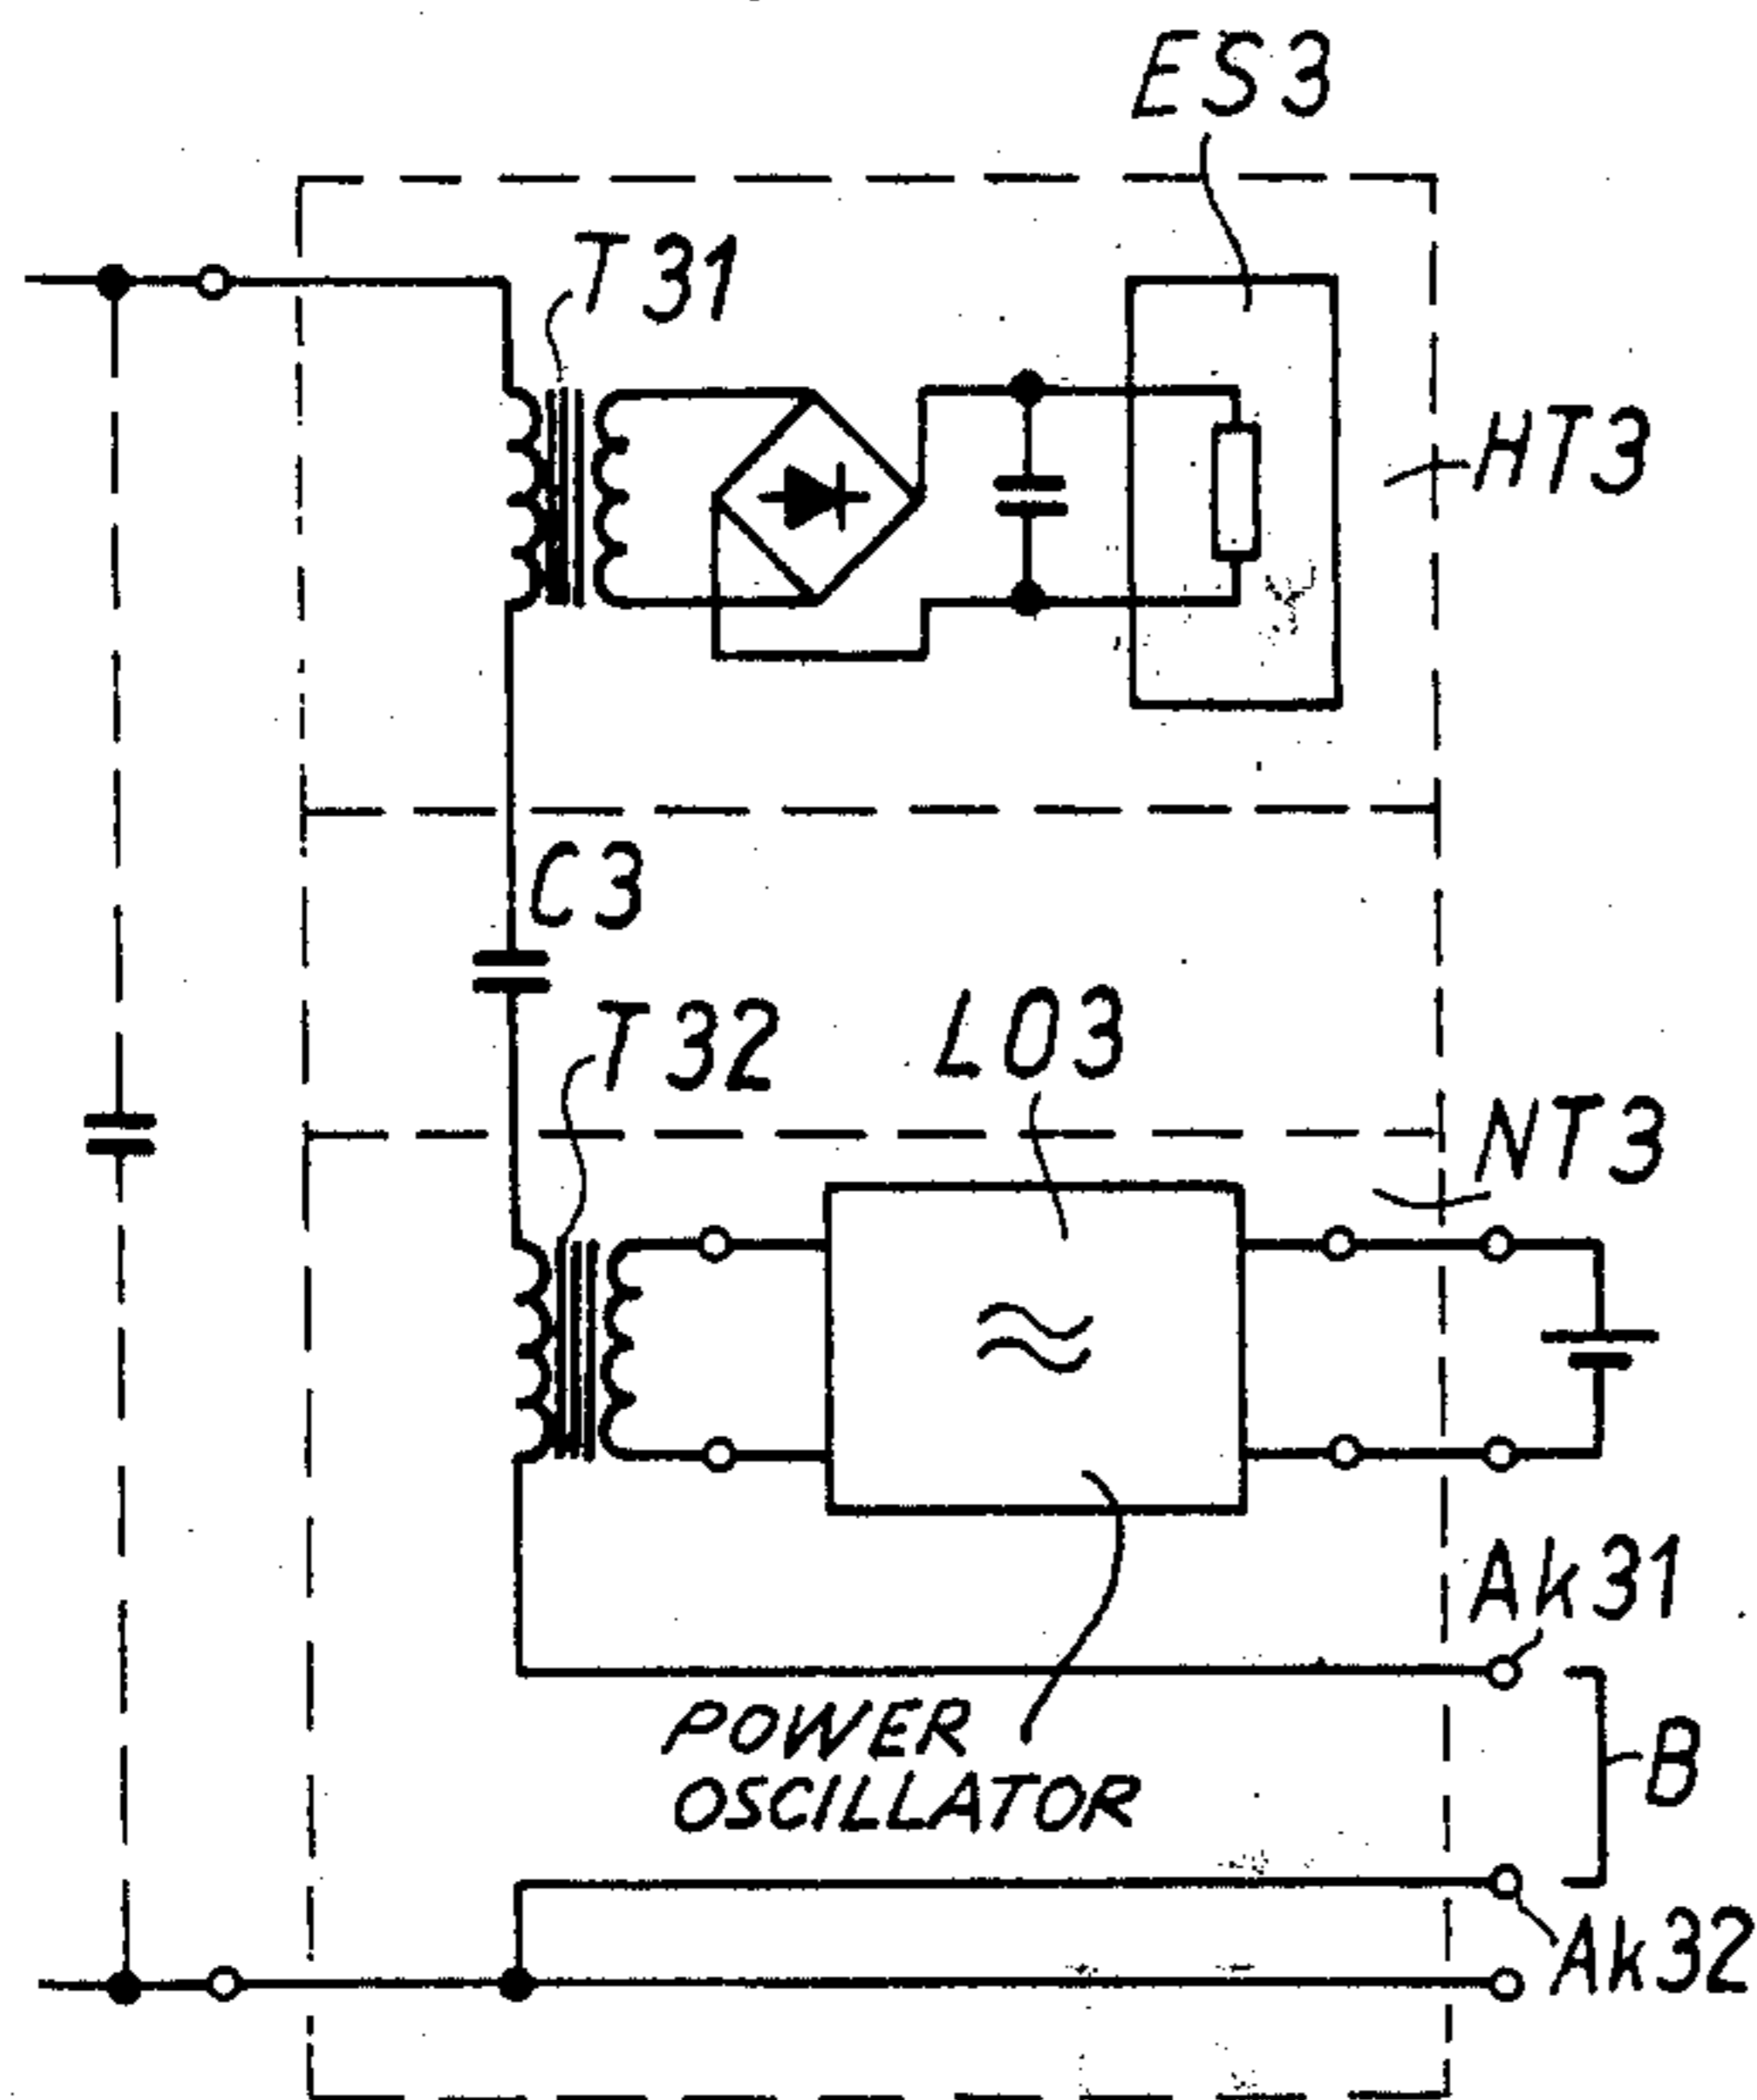 ES3
T31
HT3
C3
T32
LO3
NT3
Ak31
POWER
OSCILLATOR
B
Ak32